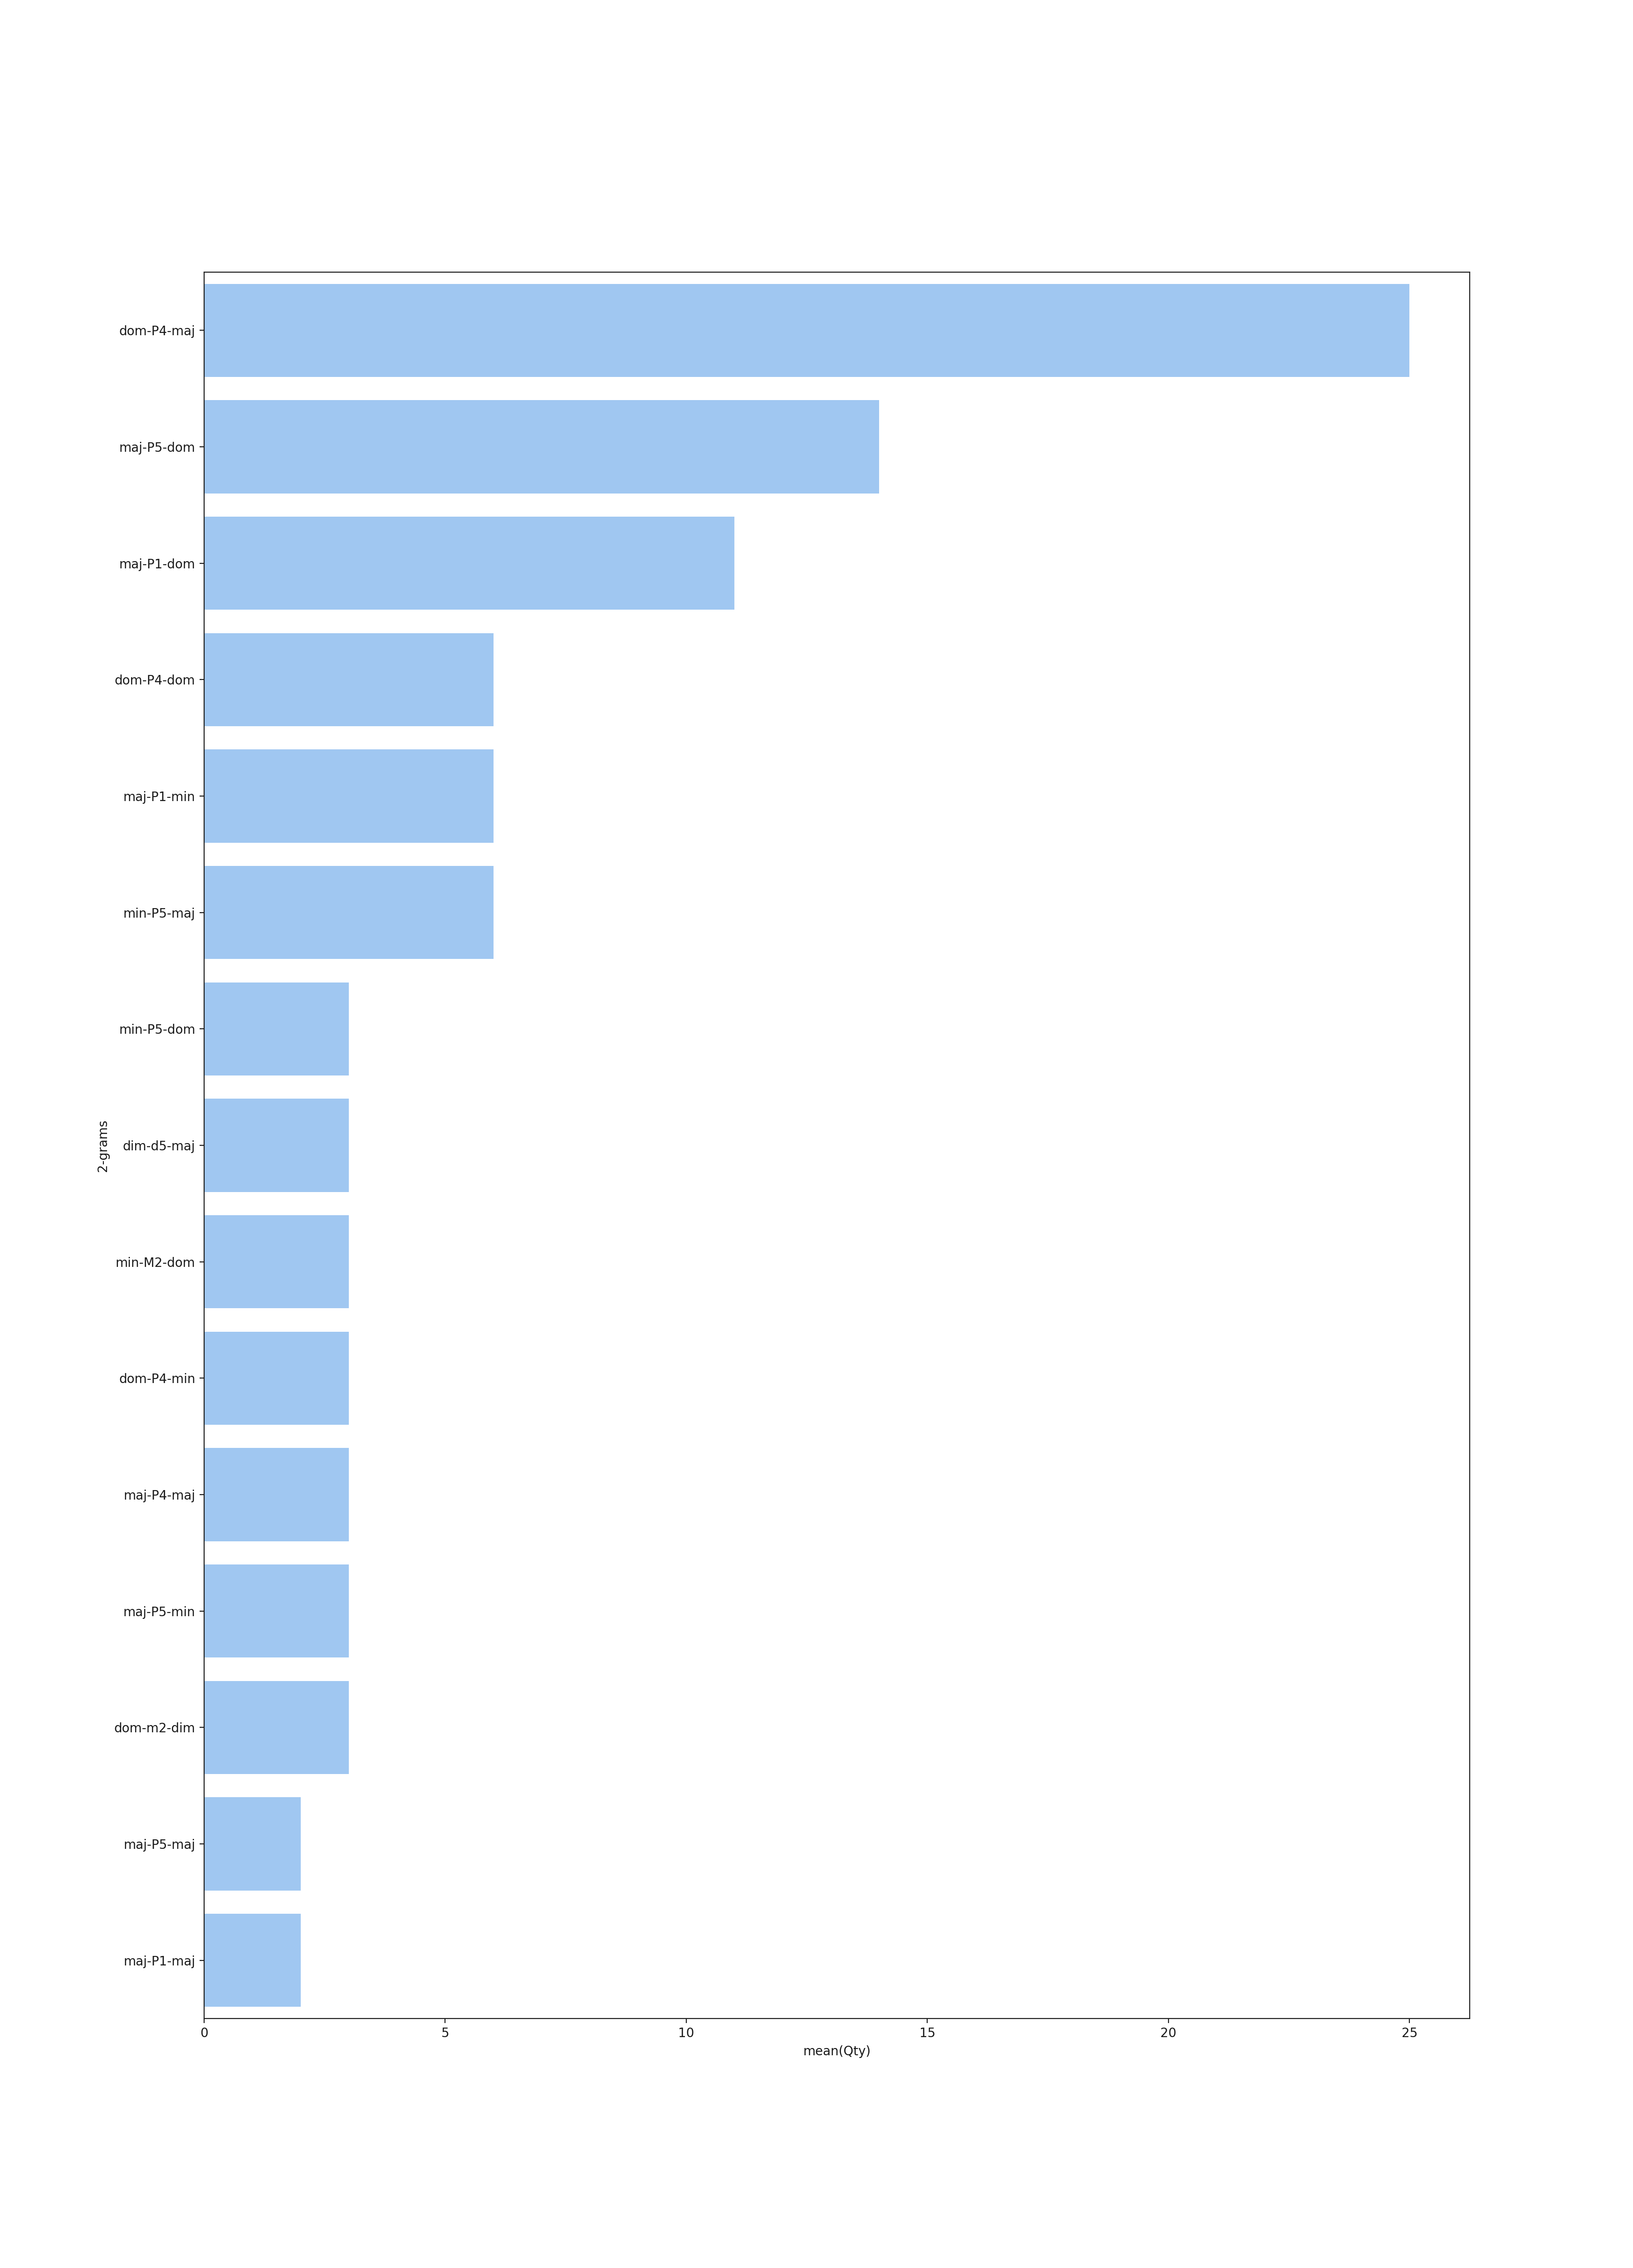 dom-P4-maj
maj-P5-dom
maj-P1-dom
dom-P4-dom
maj-P1-min
min-P5-maj
min-P5-dom
dim-d5-maj
min-M2-dom
dom-P4-min
maj-P4-maj
maj-P5-min
dom-m2-dim
maj-P5-maj
maj-P1-maj
2-grams
0 5 10 15 20 25
mean(Qty)